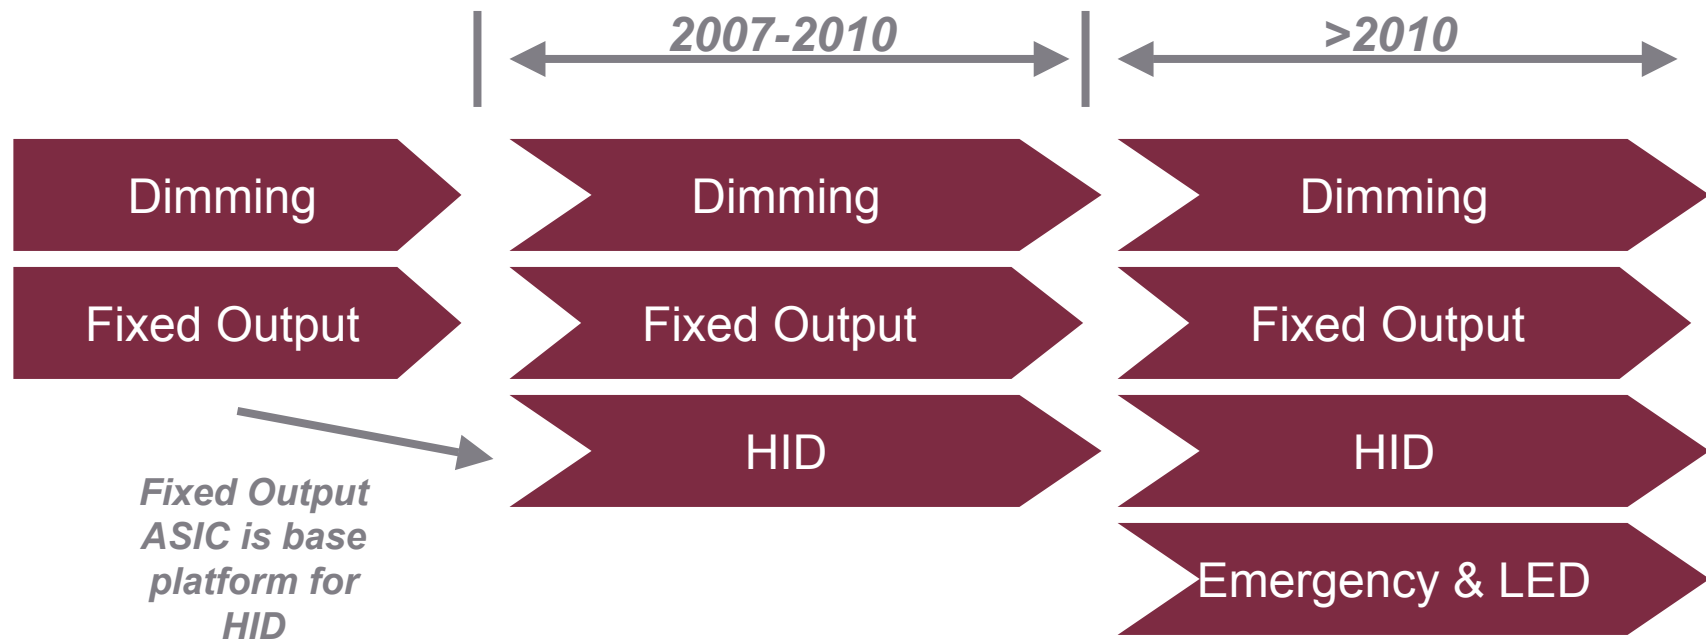 2007-2010
>2010
Dimming
Dimming
Dimming
Fixed Output
Fixed Output
Fixed Output
HID
HID
Fixed Output
ASIC is base
platform for
HID
Emergency & LED